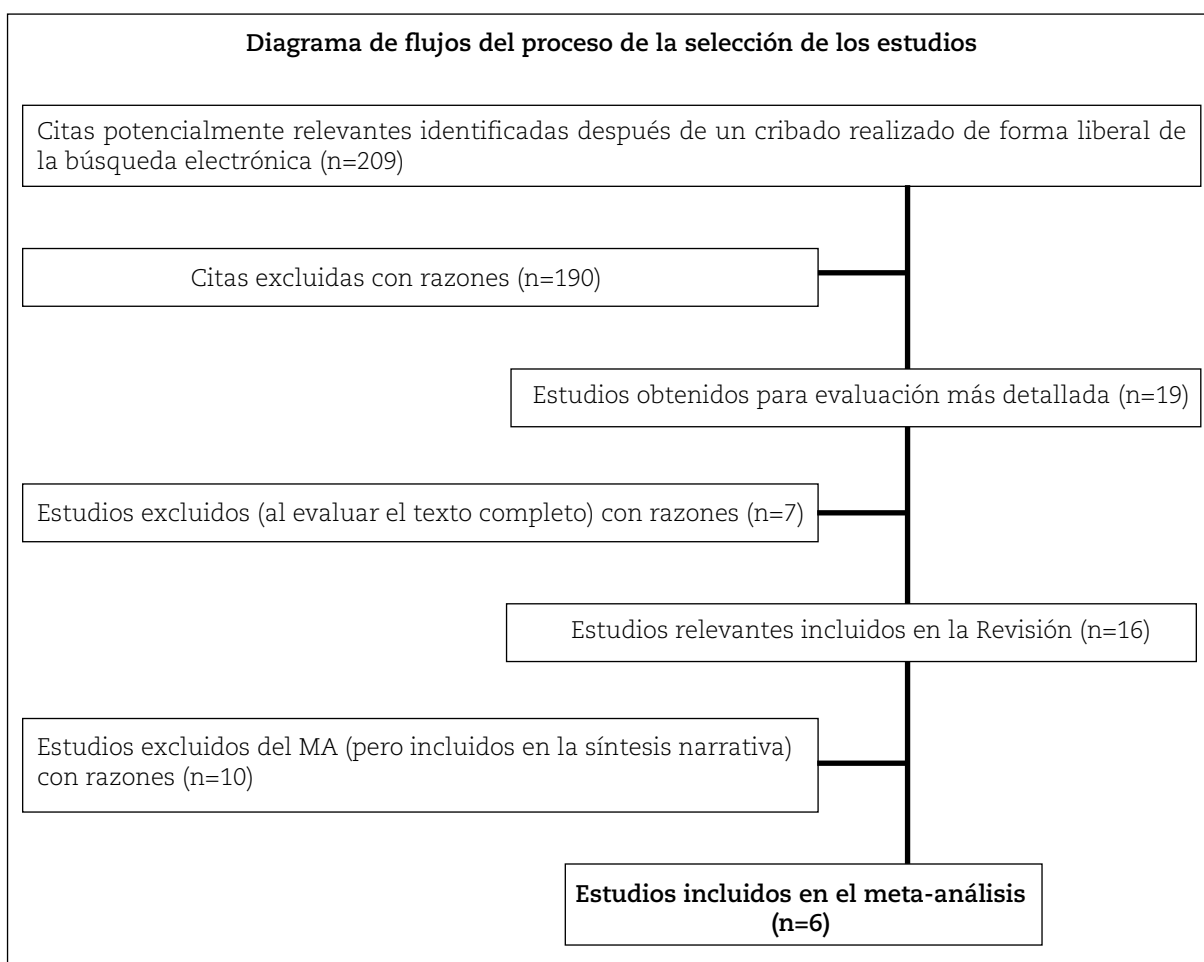 Diagrama de flujos del proceso de la selección de los estudios
Citas potencialmente relevantes identificadas después de un cribado realizado de forma liberal de
la búsqueda electrónica (n=209)
Citas excluidas con razones (n=190)
Estudios obtenidos para evaluación más detallada (n=19)
Estudios excluidos (al evaluar el texto completo) con razones (n=7)
Estudios relevantes incluidos en la Revisión (n=16)
Estudios excluidos del MA (pero incluidos en la síntesis narrativa)
con razones (n=10)
Estudios incluidos en el meta-análisis
(n=6)